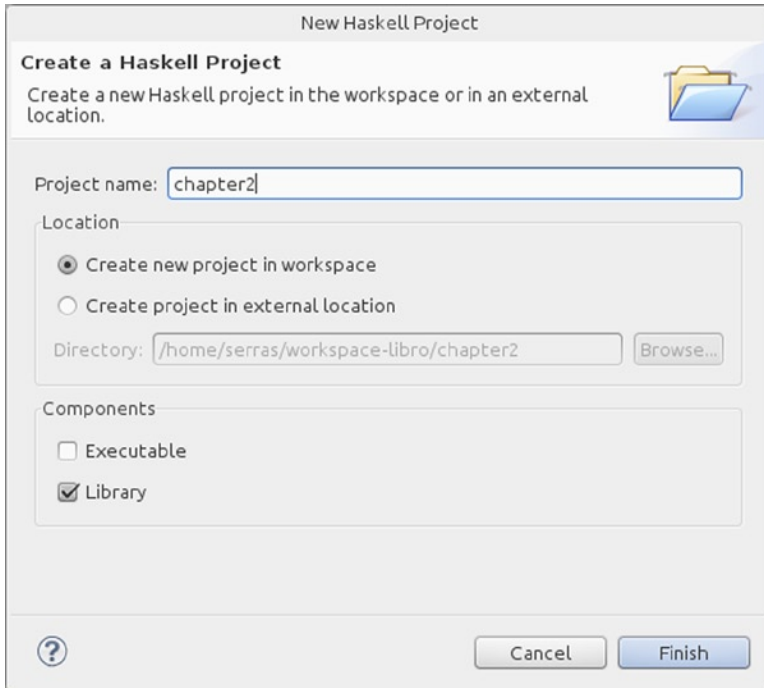 New Haskell Project
Create a Haskell Project
Create a new Haskell project in the workspace or in an external
location.
Project name: chapter2
Location
Create new project in workspace
Create project in external location
Directory: /home/serras/workspace-libro/chapter2 Browse...
Components
Executable
Library
? Cancel Finish